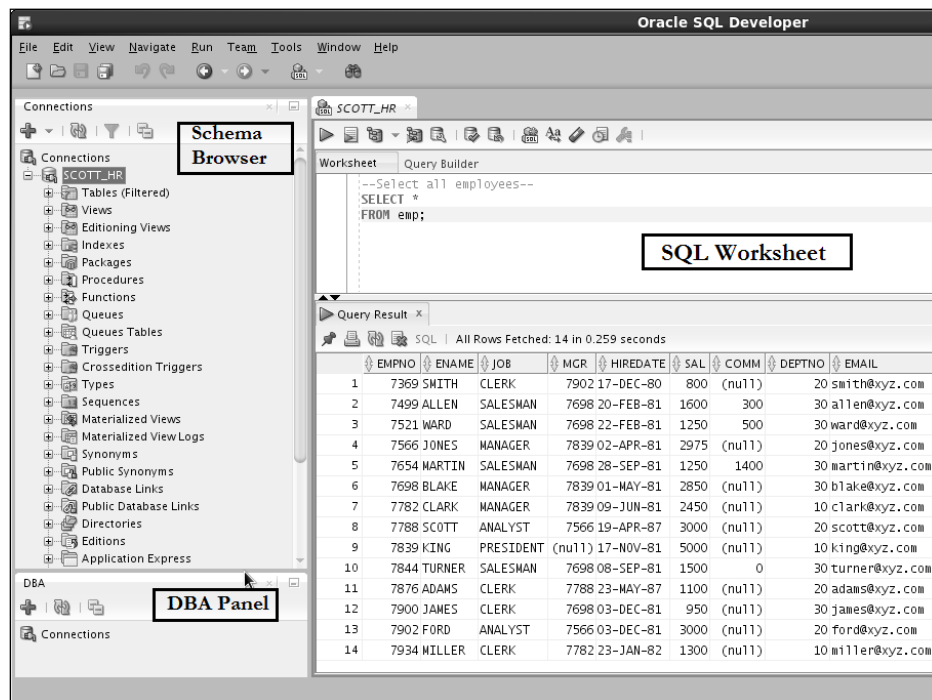 Oracle SQL Developer
File Edit View Navigate Run Team Tools Window Help
Connections
Schema
Browser
Connections
SCOTT_HR
Tables (Filtered)
Views
Editioning Views
Indexes
Packages
Procedures
Functions
Queues
Queues Tables
Triggers
Crossedition Triggers
Types
Sequences
Materialized Views
Materialized View Logs
Synonyms
Public Synonyms
Database Links
Public Database Links
Directories
Editions
Application Express
DBA
DBA Panel
Connections
SCOTT_HR
Worksheet Query Builder
--Select all employees--
SELECT *
FROM emp;
SQL Worksheet
Query Result
SQL | All Rows Fetched: 14 in 0.259 seconds
EMPNO ENAME JOB MGR HIREDATE SAL COMM DEPTNO EMAIL
1 7369 SMITH CLERK 7902 17-DEC-80 800 (null) 20 smith@xyz.com
2 7499 ALLEN SALESMAN 7698 20-FEB-81 1600 300 30 allen@xyz.com
3 7521 WARD SALESMAN 7698 22-FEB-81 1250 500 30 ward@xyz.com
4 7566 JONES MANAGER 7839 02-APR-81 2975 (null) 20 jones@xyz.com
5 7654 MARTIN SALESMAN 7698 28-SEP-81 1250 1400 30 martin@xyz.com
6 7698 BLAKE MANAGER 7839 01-MAY-81 2850 (null) 30 blake@xyz.com
7 7782 CLARK MANAGER 7839 09-JUN-81 2450 (null) 10 clark@xyz.com
8 7788 SCOTT ANALYST 7566 19-APR-87 3000 (null) 20 scott@xyz.com
9 7839 KING PRESIDENT (null) 17-NOV-81 5000 (null) 10 king@xyz.com
10 7844 TURNER SALESMAN 7698 08-SEP-81 1500 0 30 turner@xyz.com
11 7876 ADAMS CLERK 7788 23-MAY-87 1100 (null) 20 adams@xyz.com
12 7900 JAMES CLERK 7698 03-DEC-81 950 (null) 30 james@xyz.com
13 7902 FORD ANALYST 7566 03-DEC-81 3000 (null) 20 ford@xyz.com
14 7934 MILLER CLERK 7782 23-JAN-82 1300 (null) 10 miller@xyz.com